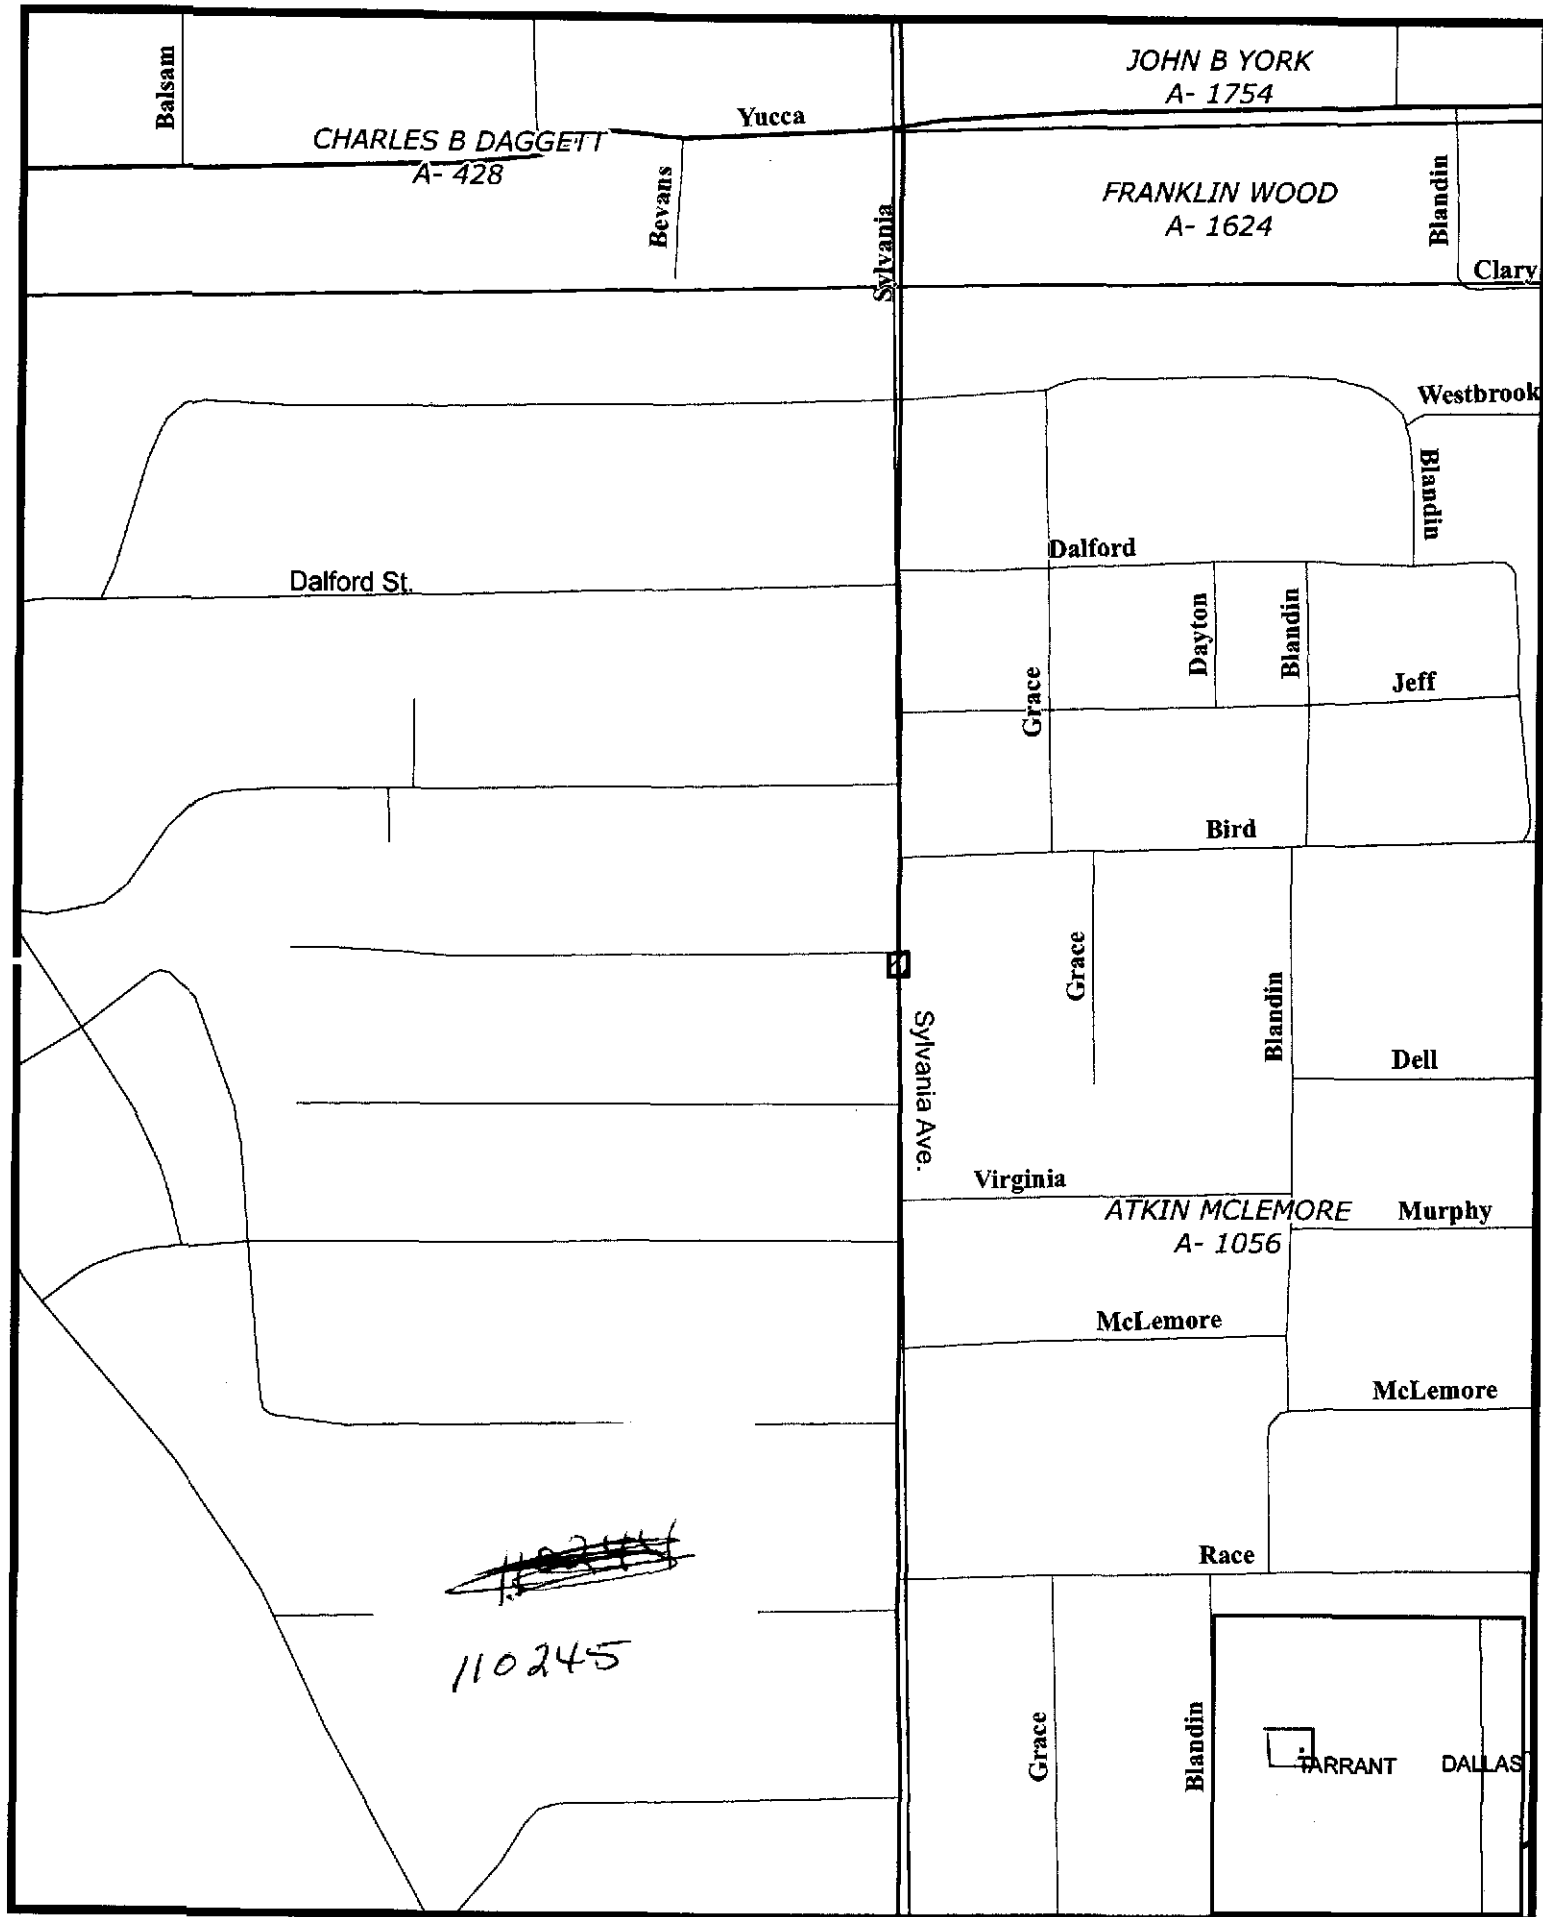 Balsam
JOHN B YORK
A- 1754
Yucca
CHARLES B DAGGETT
A- 428
Bevans
Sylvania
FRANKLIN WOOD
A- 1624
Blandin
Clary
Westbrook
Blandin
Dalford
Dalford St.
Dayton
Blandin
Grace
Jeff
Bird
Grace
Blandin
Sylvania Ave.
Dell
Virginia
ATKIN MCLEMORE
A- 1056
Murphy
McLemore
McLemore
Race
110245
Grace
Blandin
TARRANT
DALLAS